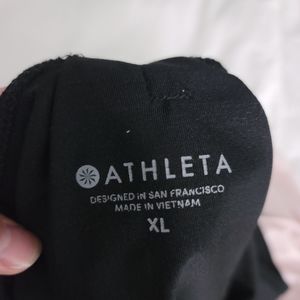 ATHLETA
DESIGNED IN SAN FRANCISCO
MADE IN VIETNAM
XL